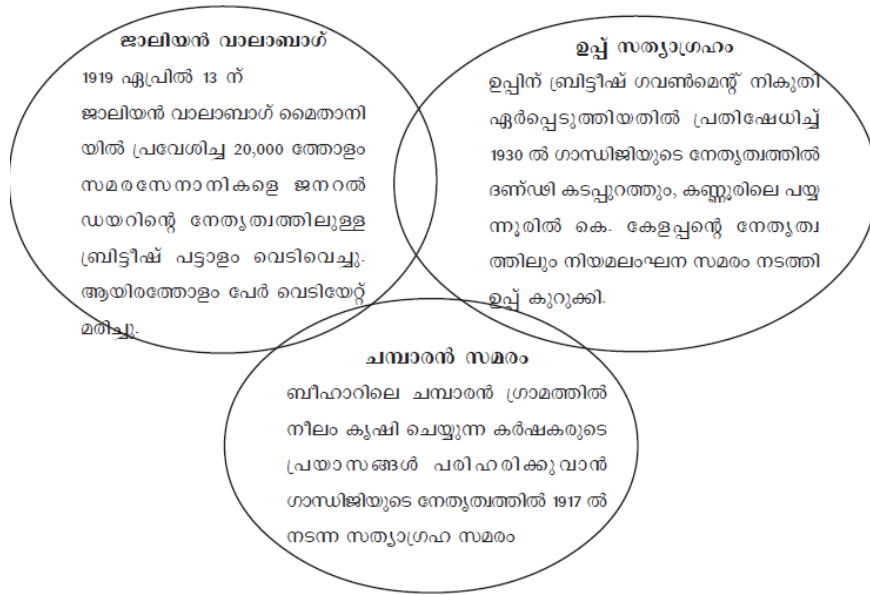 ജാലിയൻ വാലാബാഗ്
1919 ഏപ്രിൽ 13 ന്
ജാലിയൻ വാലാബാഗ് മൈതാനി
യിൽ പ്രവേശിച്ച 20,000 ത്തോളം
സമരസേനാനികളെ ജനറൽ
ഡയറിന്റെ നേതൃത്വത്തിലുള്ള
ബ്രിട്ടീഷ് പട്ടാളം വെടിവെച്ചു.
ആയിരത്തോളം പേർ വെടിയേറ്റ്
മരിച്ചു.
ഉപ്പ് സത്യാഗ്രഹം
ഉപ്പിന് ബ്രിട്ടീഷ് ഗവൺമെന്റ് നികുതി
ഏർപ്പെടുത്തിയതിൽ പ്രതിഷേധിച്ച്
1930 ൽ ഗാന്ധിജിയുടെ നേതൃത്വത്തിൽ
ദണ്ഢി കടപ്പുറത്തും, കണ്ണൂരിലെ പയ്യ
ന്നൂരിൽ കെ. കേളപ്പന്റെ നേതൃത്വ
ത്തിലും നിയമലംഘന സമരം നടത്തി
ഉപ്പ് കുറുക്കി.
ചമ്പാരൻ സമരം
ബീഹാറിലെ ചമ്പാരൻ ഗ്രാമത്തിൽ
നീലം കൃഷി ചെയ്യുന്ന കർഷകരുടെ
പ്രയാസങ്ങൾ പരിഹരിക്കുവാൻ
ഗാന്ധിജിയുടെ നേതൃത്വത്തിൽ 1917 ൽ
നടന്ന സത്യാഗ്രഹ സമരം